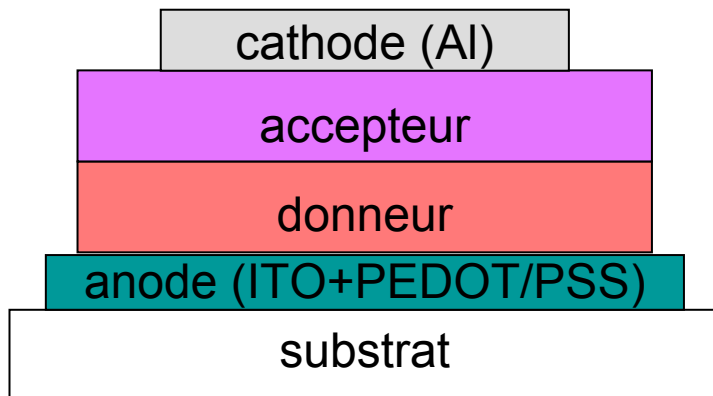 cathode (Al)
accepteur
donneur
anode (ITO+PEDOT/PSS)
substrat